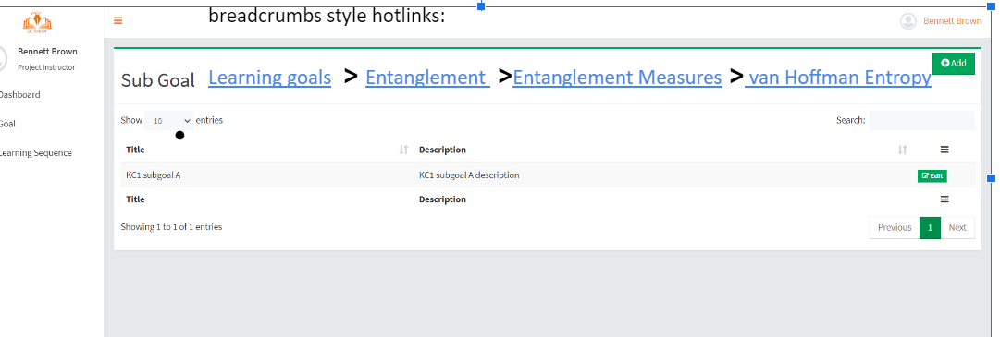 breadcrumbs style hotlinks:
Bennett Brown
Bennett Brown
Project Instructor
Dashboard
Goal
Learning Sequence
Sub Goal Learning goals > Entanglement >Entanglement Measures > van Hoffman Entropy
Add
Show 10 entries
Search:
Title Description
KC1 subgoal A KC1 subgoal A description Edit
Title Description
Showing 1 to 1 of 1 entries
Previous 1 Next